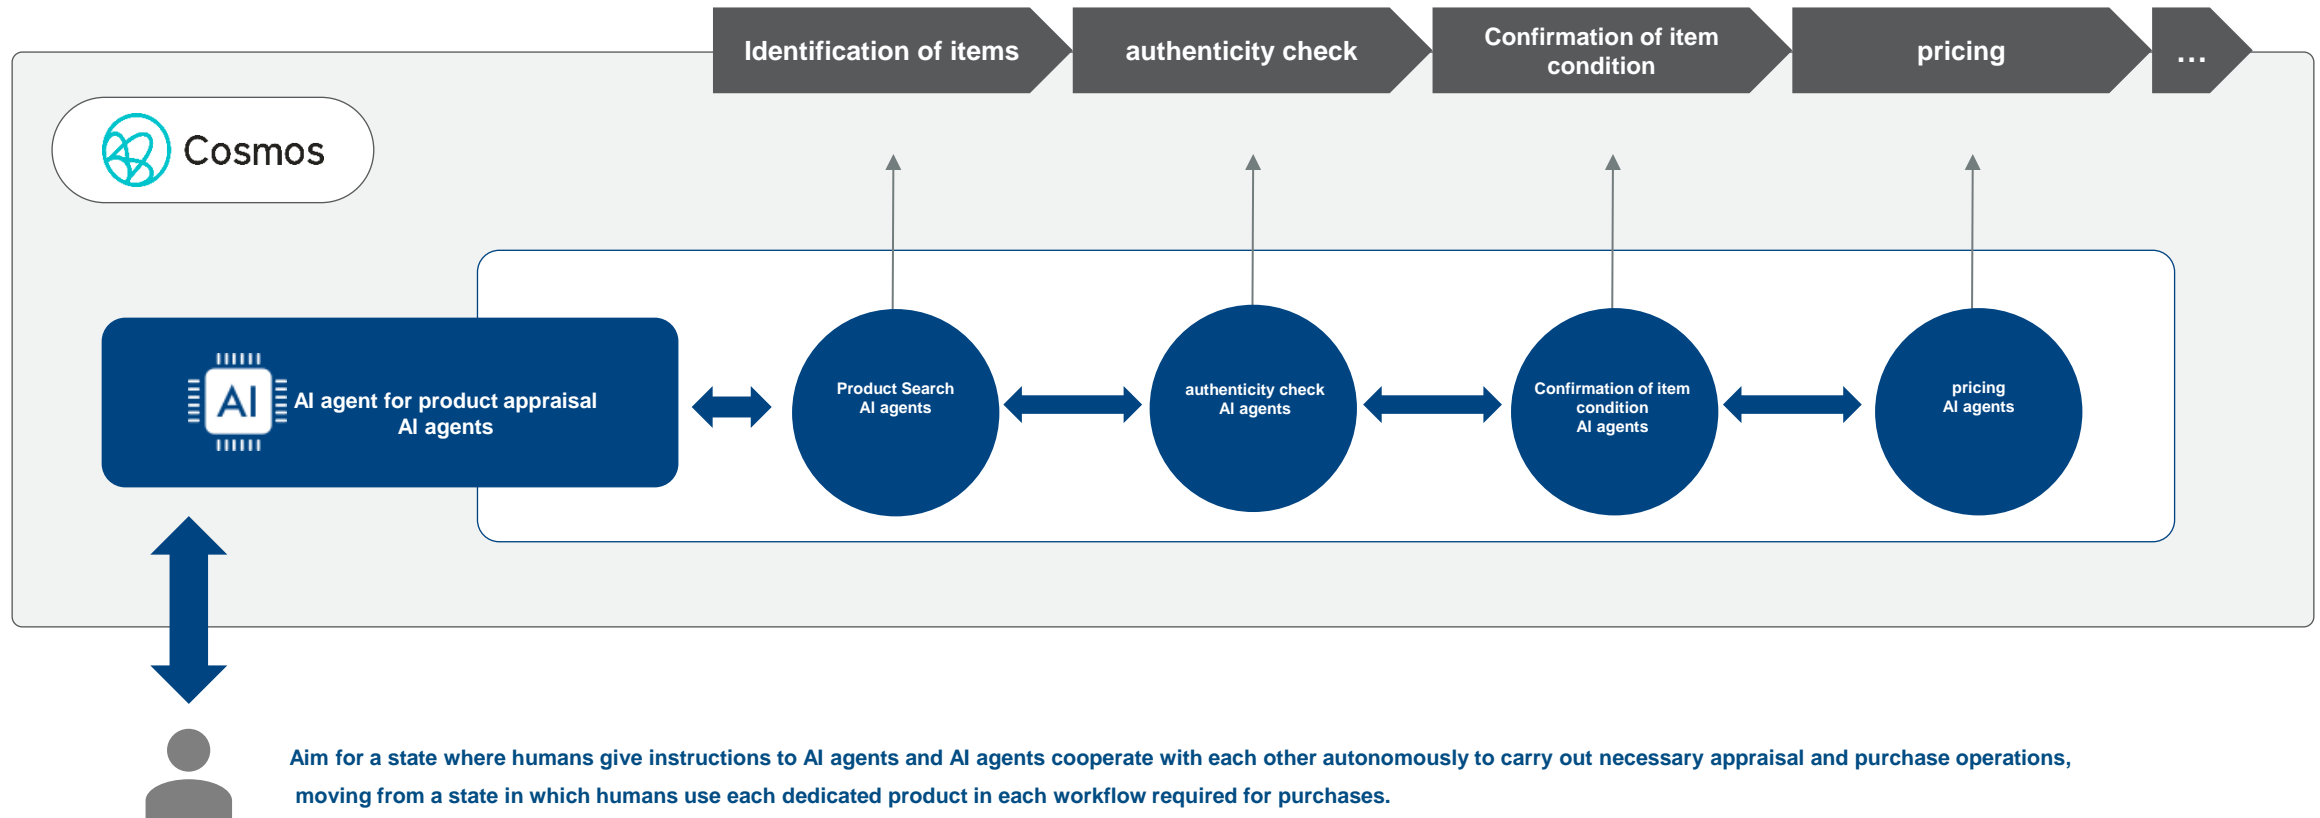 Identification of items
authenticity check
Confirmation of item
condition
pricing
...
Cosmos
AI
AI agent for product appraisal
AI agents
Product Search
AI agents
authenticity check
AI agents
Confirmation of item
condition
AI agents
pricing
AI agents
Aim for a state where humans give instructions to AI agents and AI agents cooperate with each other autonomously to carry out necessary appraisal and purchase operations,
moving from a state in which humans use each dedicated product in each workflow required for purchases.